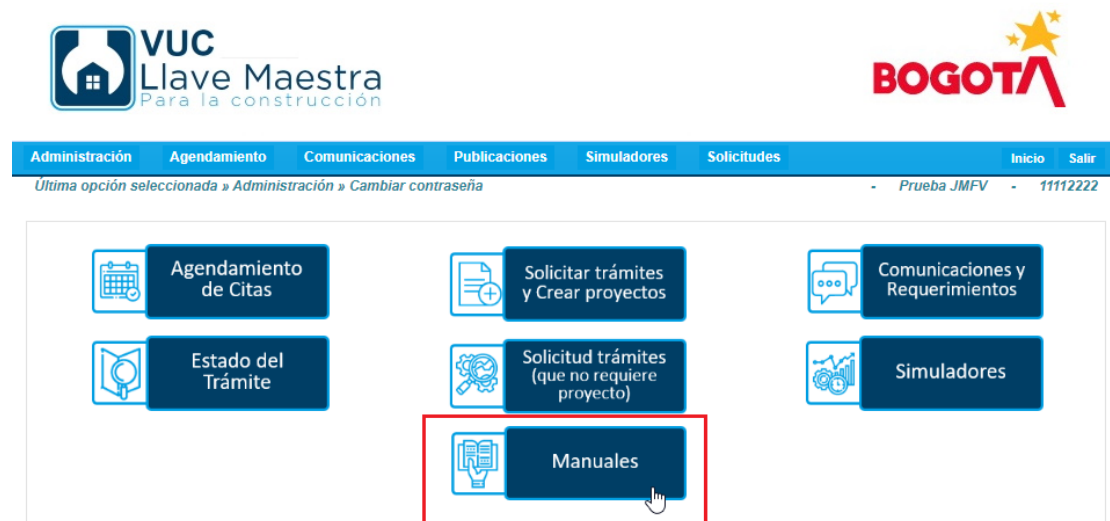 VUC
Llave Maestra
Para la construcción
BOGOTÁ
Administración Agendamiento Comunicaciones Publicaciones Simuladores Solicitudes Inicio Salir
Última opción seleccionada » Administración » Cambiar contraseña - Prueba JMFV - 11112222
Agendamiento
de Citas
Solicitar trámites
y Crear proyectos
Comunicaciones y
Requerimientos
Estado del
Trámite
Solicitud trámites
(que no requiere
proyecto)
Simuladores
Manuales